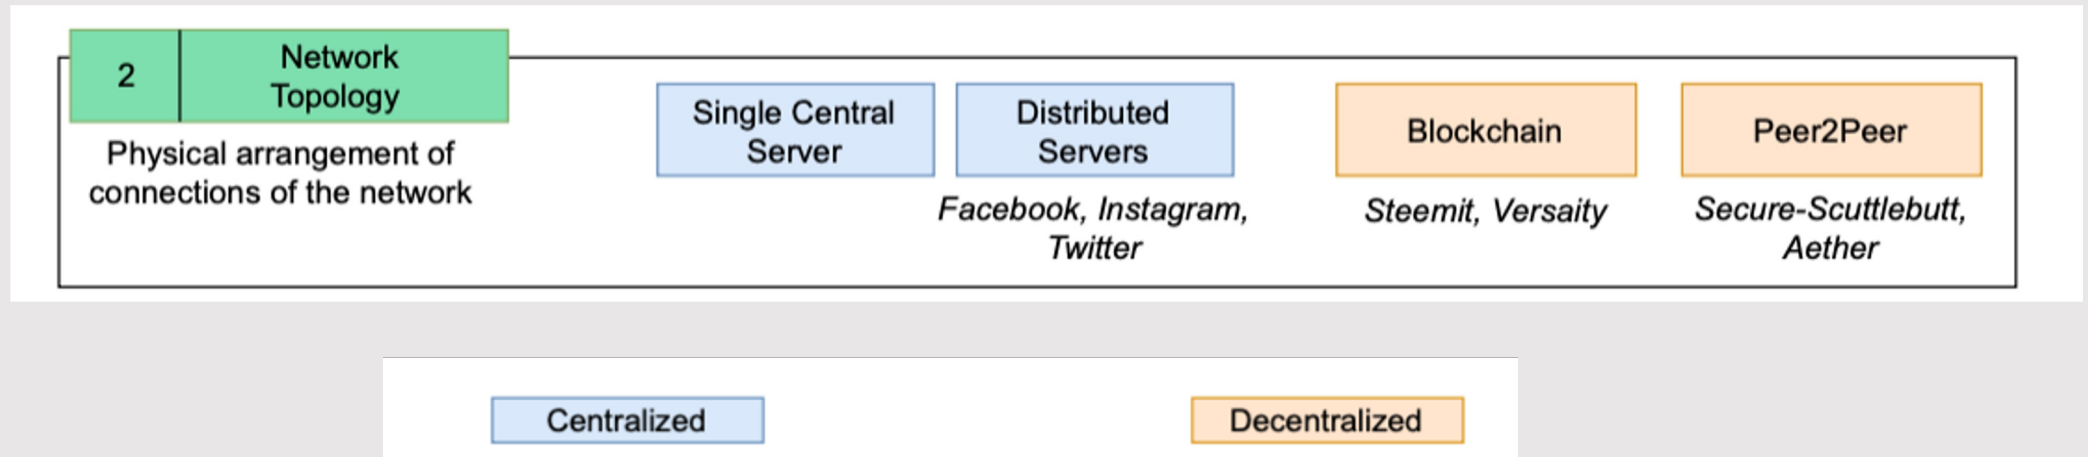 2
Network
Topology
Physical arrangement of
connections of the network
Single Central
Server
Distributed
Servers
Facebook, Instagram,
Twitter
Blockchain
Steemit, Versaity
Peer2Peer
Secure-Scuttlebutt,
Aether
Centralized
Decentralized